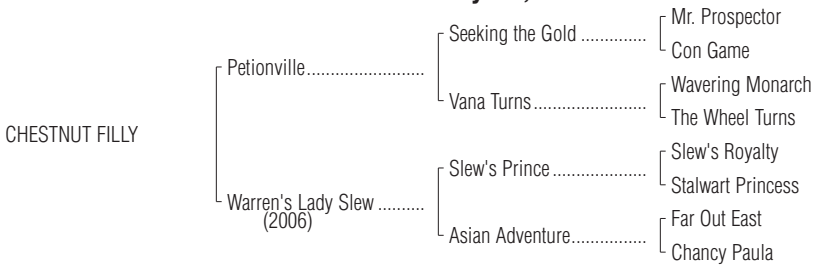 Mr. Prospector
Seeking the Gold ..............
Con Game
Petionville.........................
Wavering Monarch
Vana Turns........................
The Wheel Turns
CHESTNUT FILLY
Slew's Royalty
Slew's Prince ....................
Stalwart Princess
Warren's Lady Slew ..........
(2006)
Far Out East
Asian Adventure................
Chancy Paula